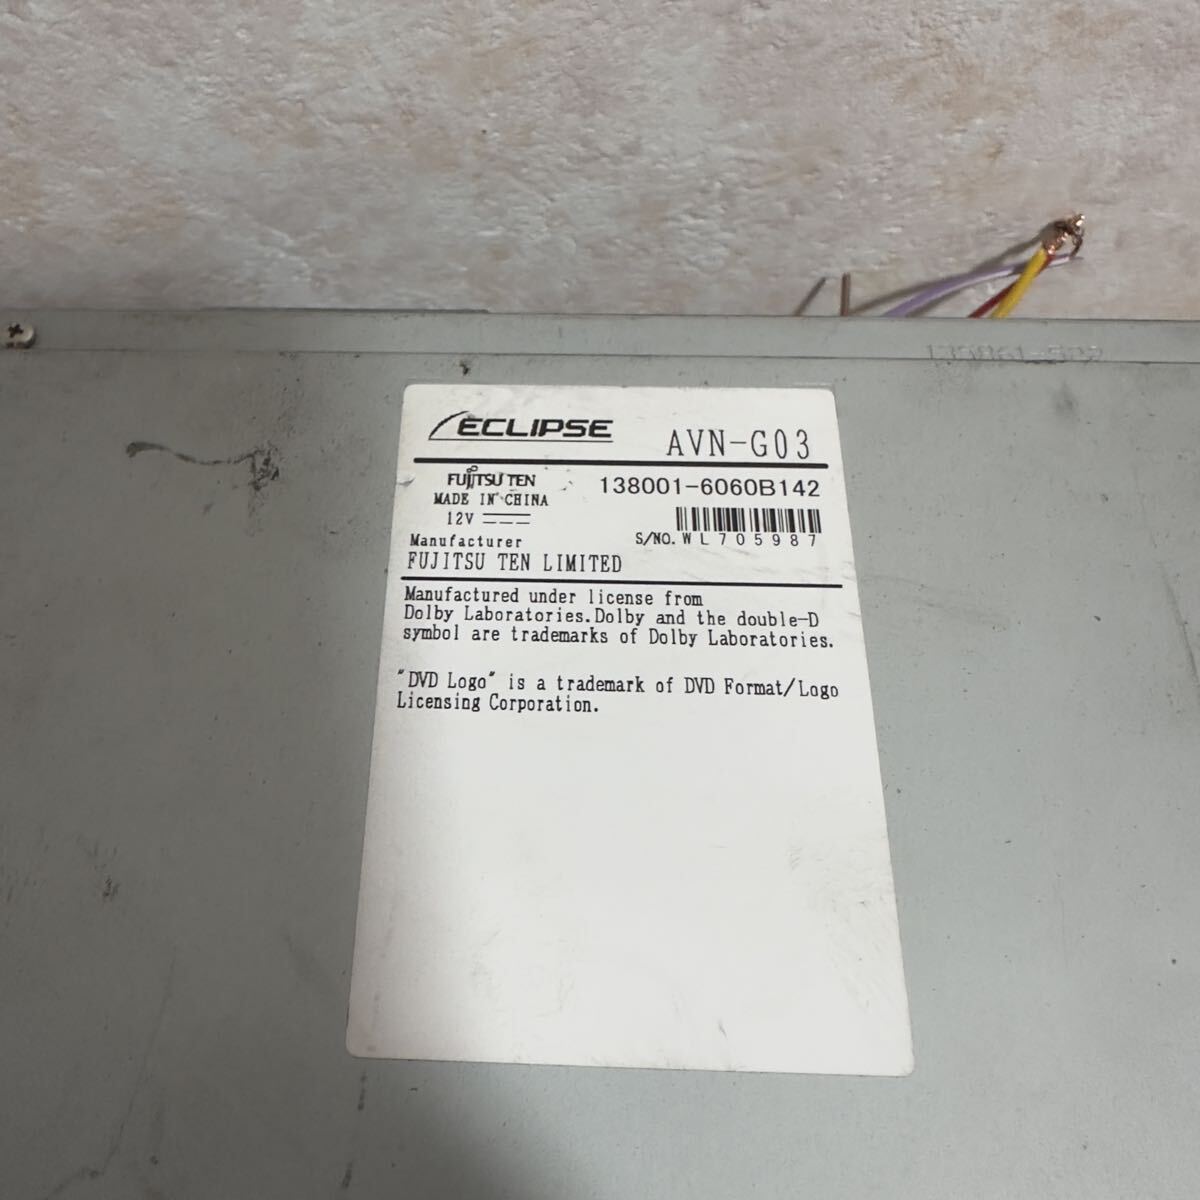 ECLIPSE AVN-G03
FUJITSU TEN 138001-6060B142
MADE IN CHINA
12V
S/NO. WL705987
Manufacturer
FUJITSU TEN LIMITED
Manufactured under license from
Dolby Laboratories.Dolby and the double-D
symbol are trademarks of Dolby Laboratories.
"DVD Logo" is a trademark of DVD Format/Logo
Licensing Corporation.